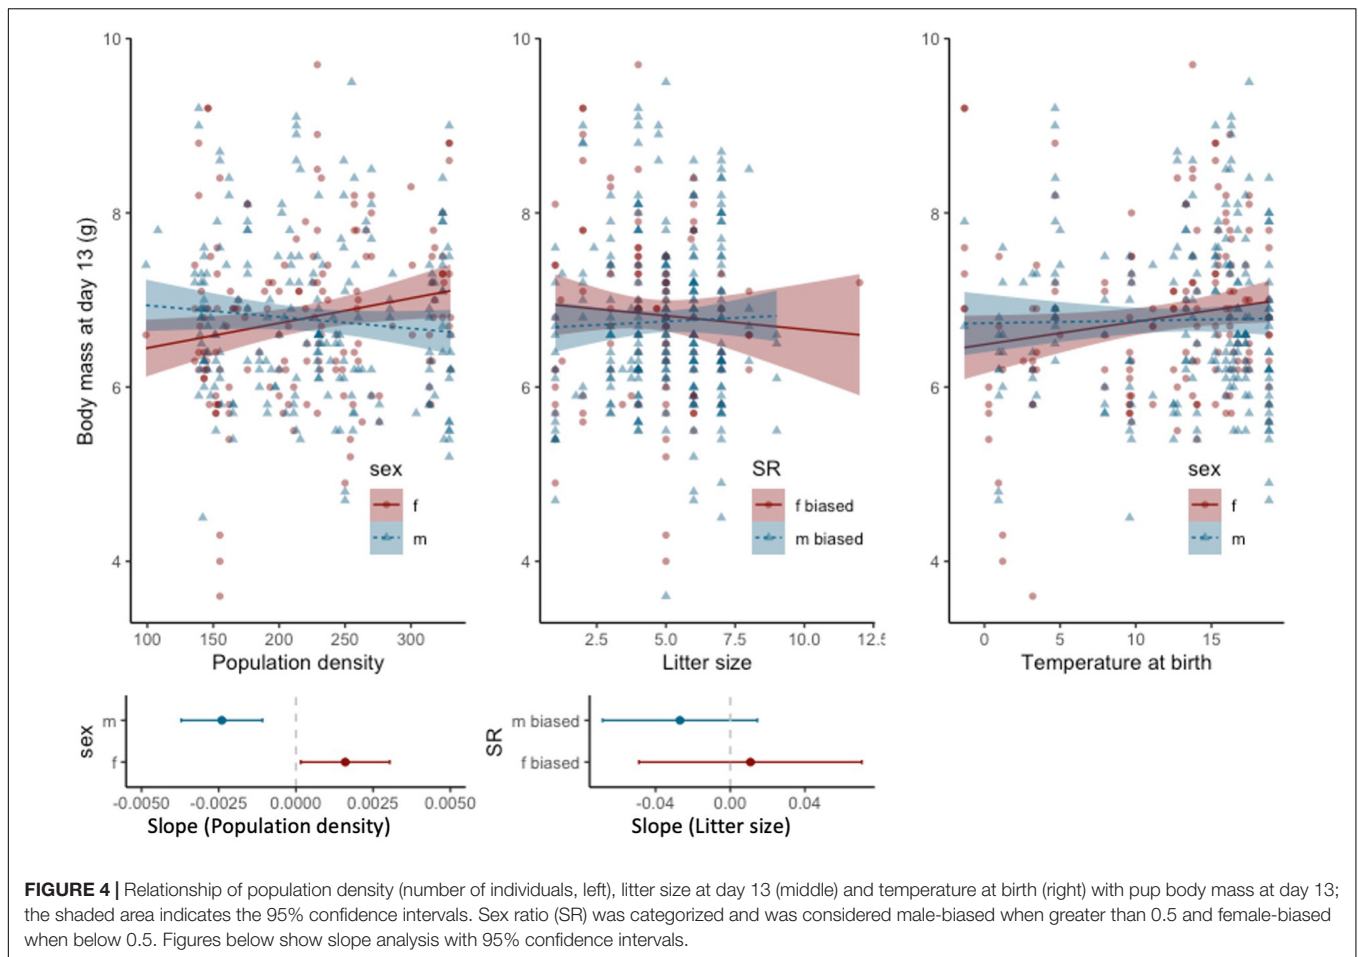 10
8
6
4
Body mass at day 13 (g)
sex
f
m
100 150 200 250 300
Population density
10
8
6
4
SR
f biased
m biased
2.5 5.0 7.5 10.0 12.5
Litter size
10
8
6
4
sex
f
m
0 5 10 15
Temperature at birth
sex
m
f
-0.0050 -0.0025 0.0000 0.0025 0.0050
Slope (Population density)
SR
m biased
f biased
-0.04 0.00 0.04
Slope (Litter size)
FIGURE 4 | Relationship of population density (number of individuals, left), litter size at day 13 (middle) and temperature at birth (right) with pup body mass at day 13;
the shaded area indicates the 95% confidence intervals. Sex ratio (SR) was categorized and was considered male-biased when greater than 0.5 and female-biased
when below 0.5. Figures below show slope analysis with 95% confidence intervals.